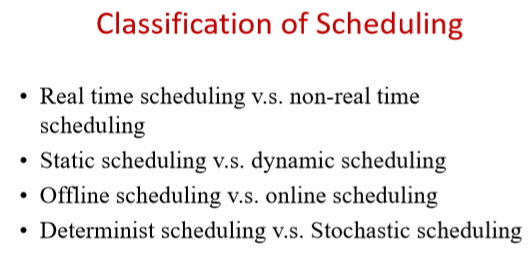 Classification of Scheduling
• Real time scheduling v.s. non-real time
scheduling
• Static scheduling v.s. dynamic scheduling
• Offline scheduling v.s. online scheduling
• Determinist scheduling v.s. Stochastic scheduling